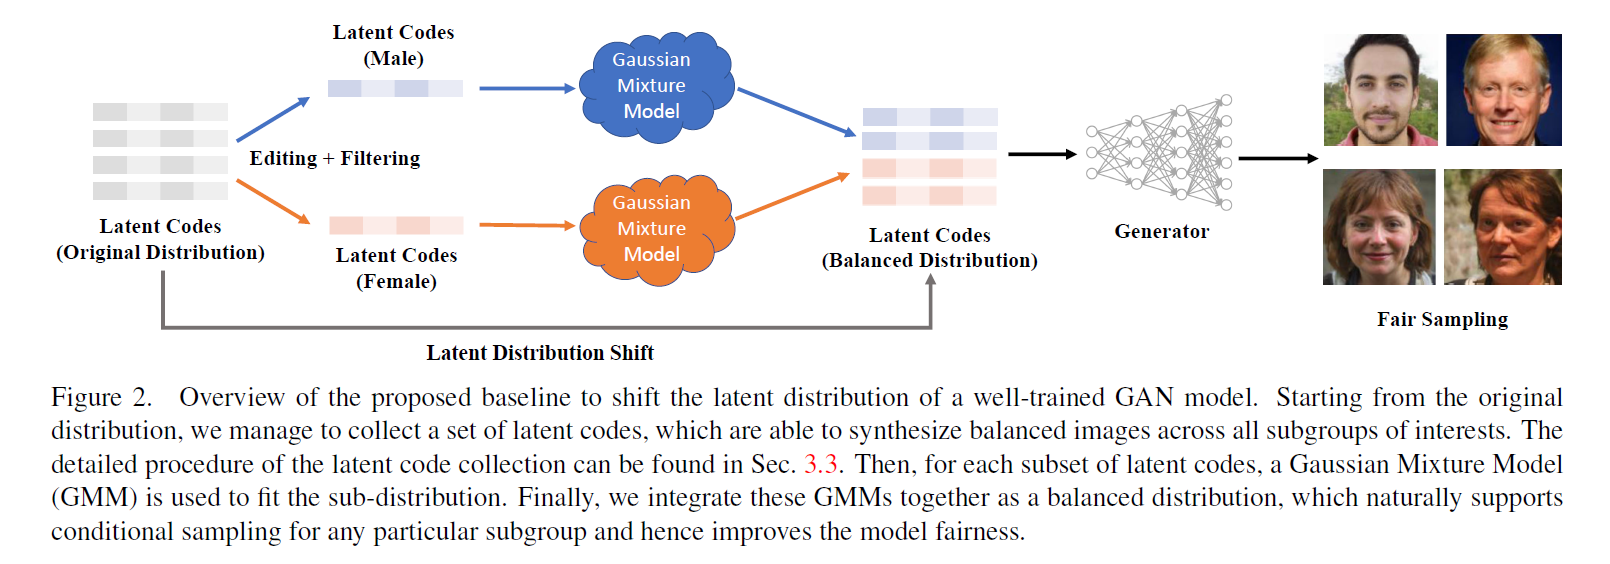 Latent Codes
(Male)
Gaussian
Mixture
Model
Editing + Filtering
Latent Codes
(Original Distribution)
Latent Codes
(Female)
Gaussian
Mixture
Model
Latent Codes
(Balanced Distribution)
Generator
Fair Sampling
Latent Distribution Shift
Figure 2. Overview of the proposed baseline to shift the latent distribution of a well-trained GAN model. Starting from the original
distribution, we manage to collect a set of latent codes, which are able to synthesize balanced images across all subgroups of interests. The
detailed procedure of the latent code collection can be found in Sec. 3.3. Then, for each subset of latent codes, a Gaussian Mixture Model
(GMM) is used to fit the sub-distribution. Finally, we integrate these GMMs together as a balanced distribution, which naturally supports
conditional sampling for any particular subgroup and hence improves the model fairness.